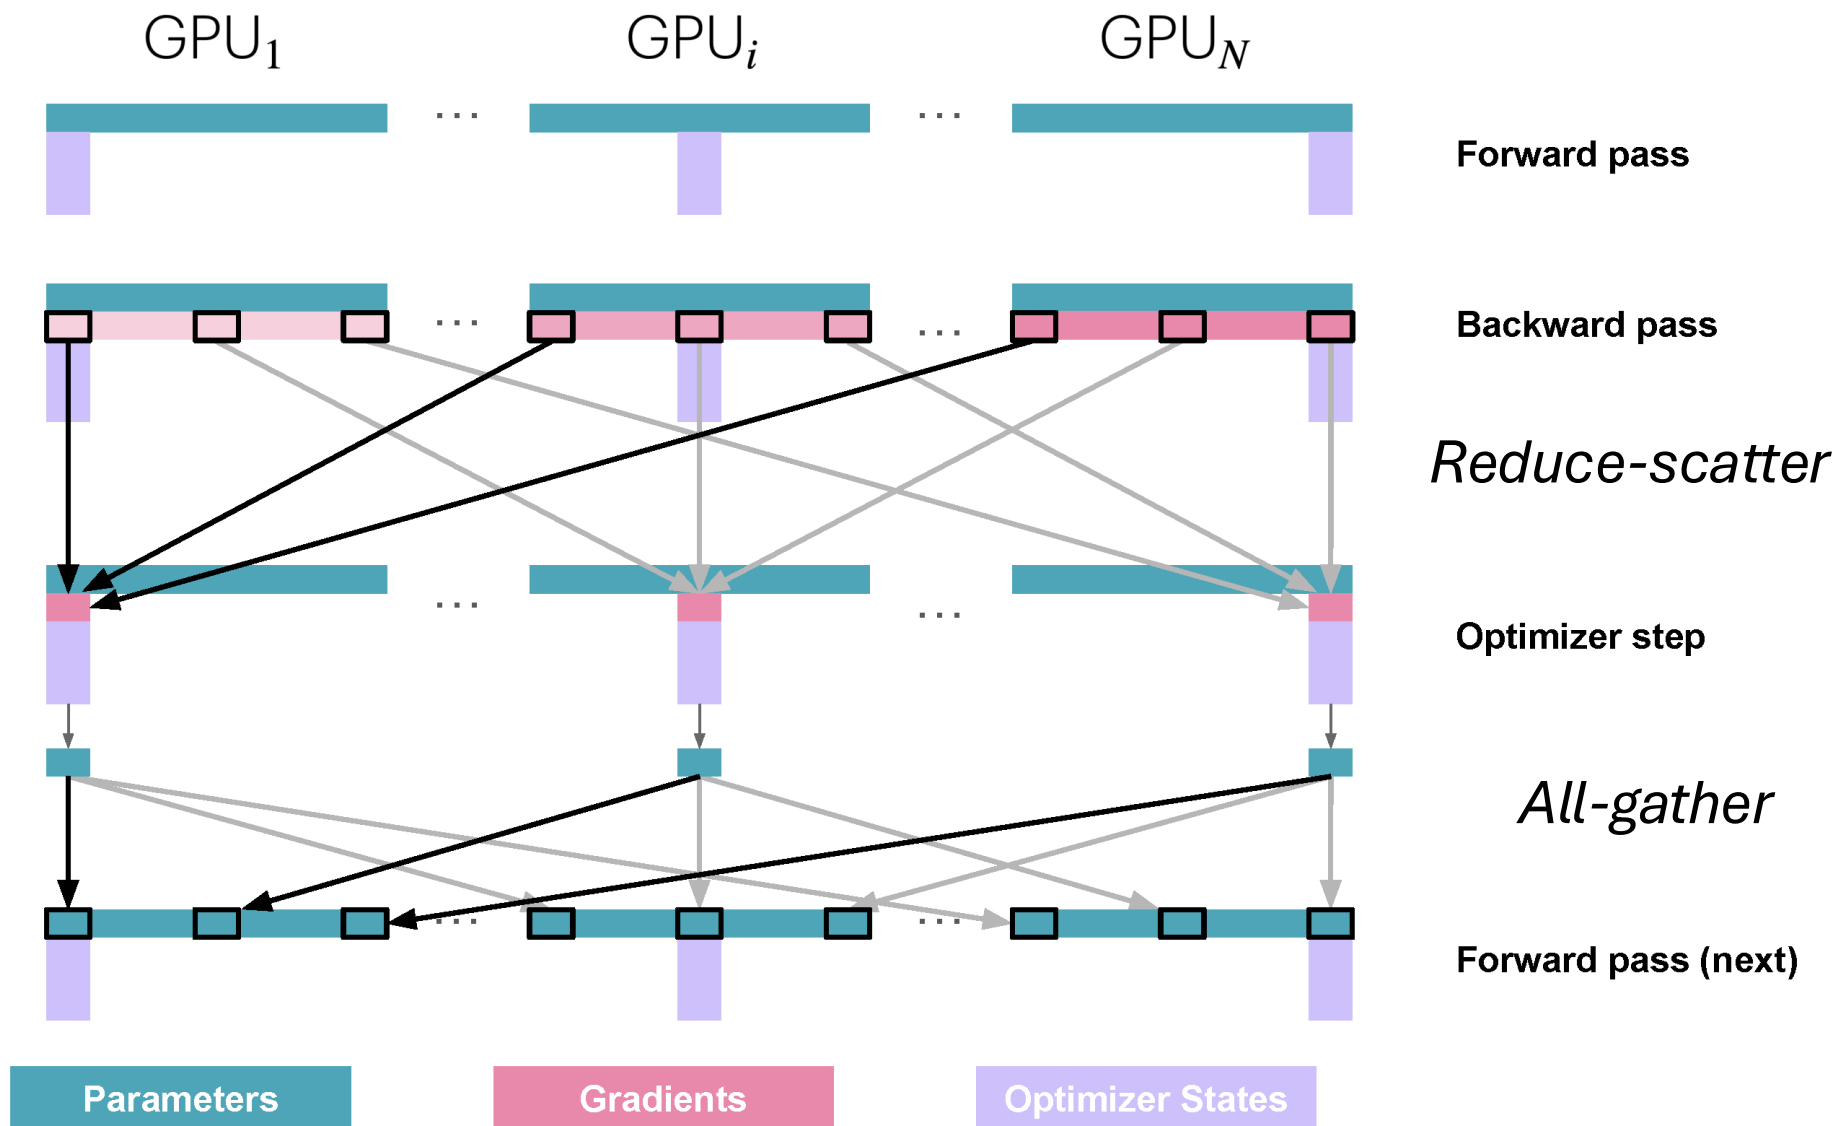 GPU₁ GPUᵢ GPU_N
... ...
Forward pass
... ...
Backward pass
Reduce-scatter
... ...
Optimizer step
All-gather
... ...
Forward pass (next)
Parameters Gradients Optimizer States